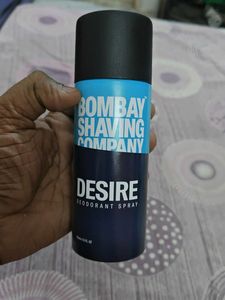 BOMBAY
SHAVING
COMPANY
DESIRE
DEODORANT SPRAY